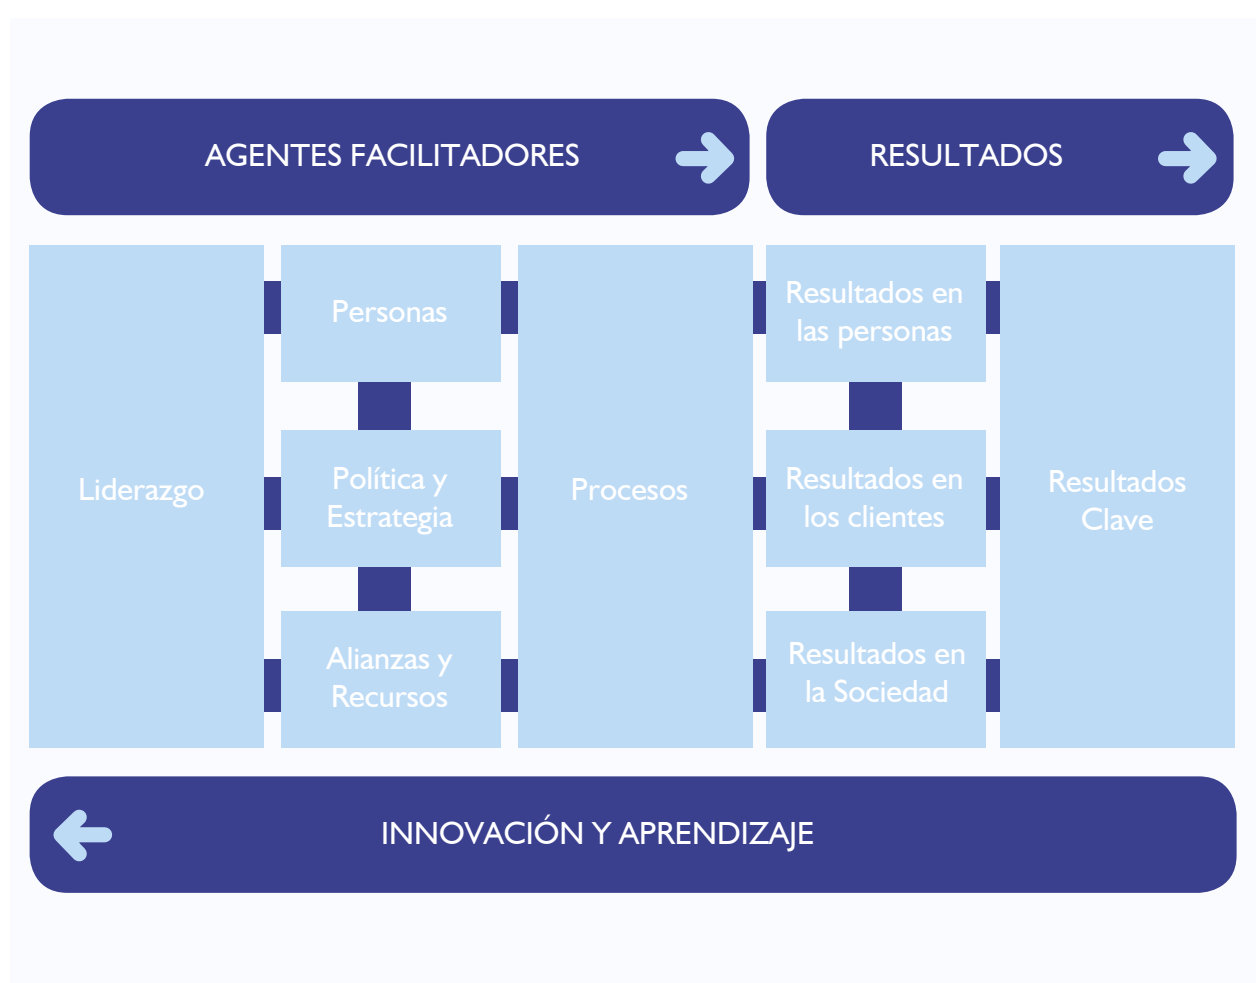 AGENTES FACILITADORES
RESULTADOS
Liderazgo
Personas
Política y
Estrategia
Alianzas y
Recursos
Procesos
Resultados en
las personas
Resultados en
los clientes
Resultados en
la Sociedad
Resultados
Clave
INNOVACIÓN Y APRENDIZAJE